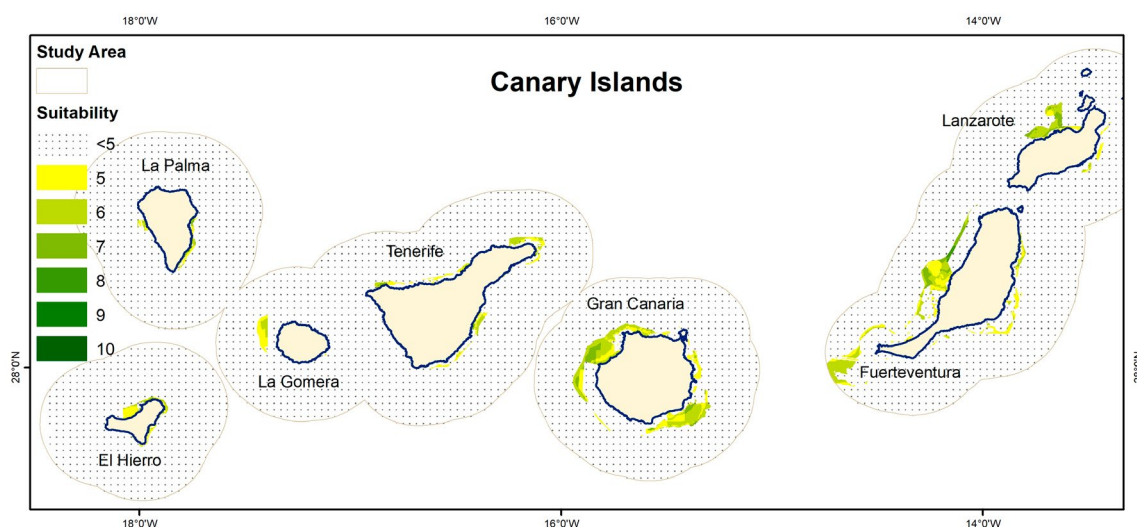 18°0'W 16°0'W 14°0'W
Study Area
Canary Islands
Suitability
<5
5
6
7
8
9
10
La Palma
Lanzarote
Tenerife
Gran Canaria
La Gomera
Fuerteventura
El Hierro
28°0'N
18°0'W 16°0'W 14°0'W